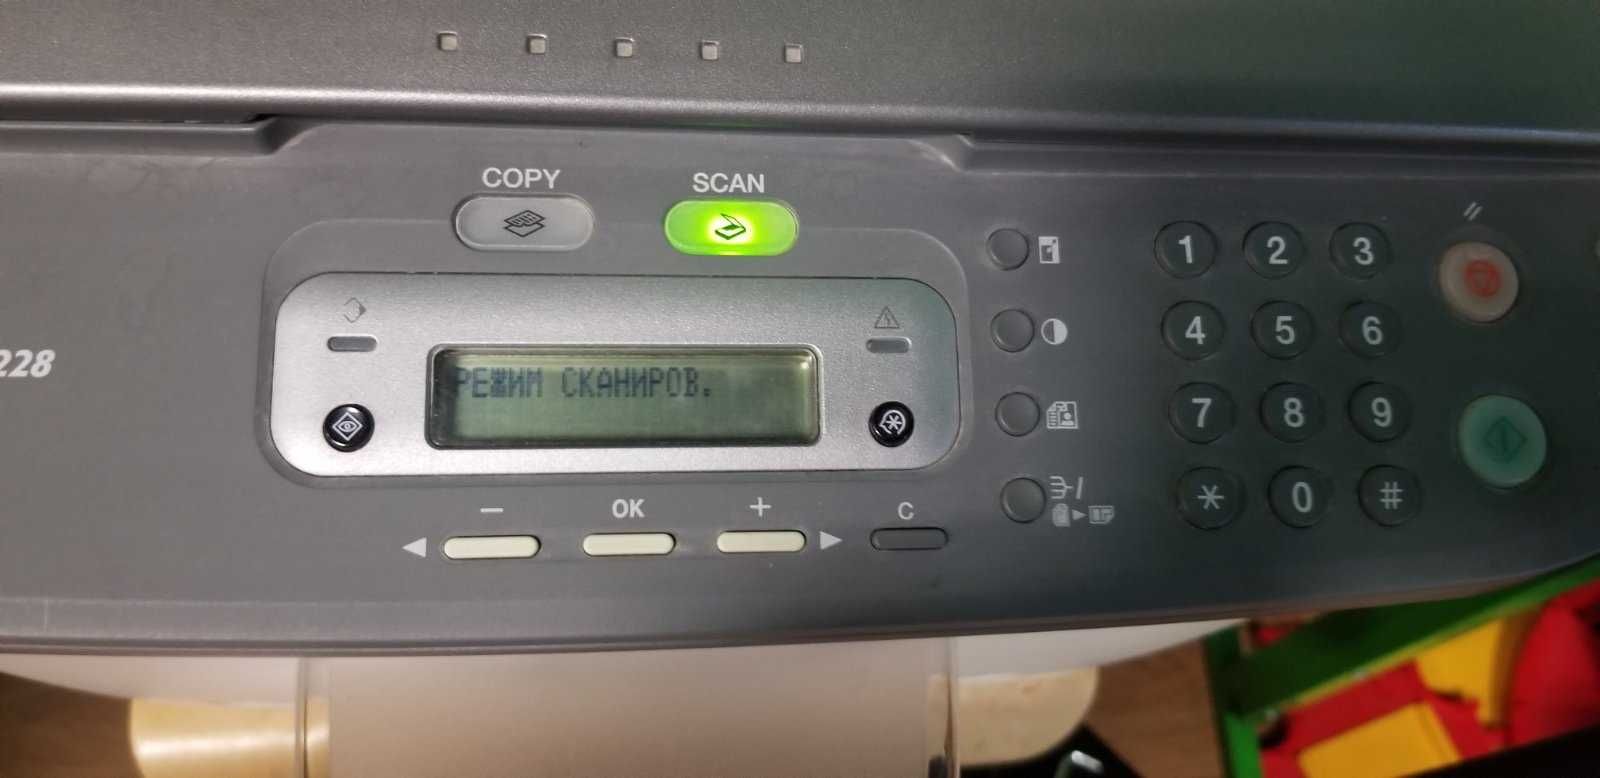 COPY
SCAN
228
РЕЖИМ СКАНИРОВ.
− OK + C
1 2 3
4 5 6
7 8 9
* 0 #